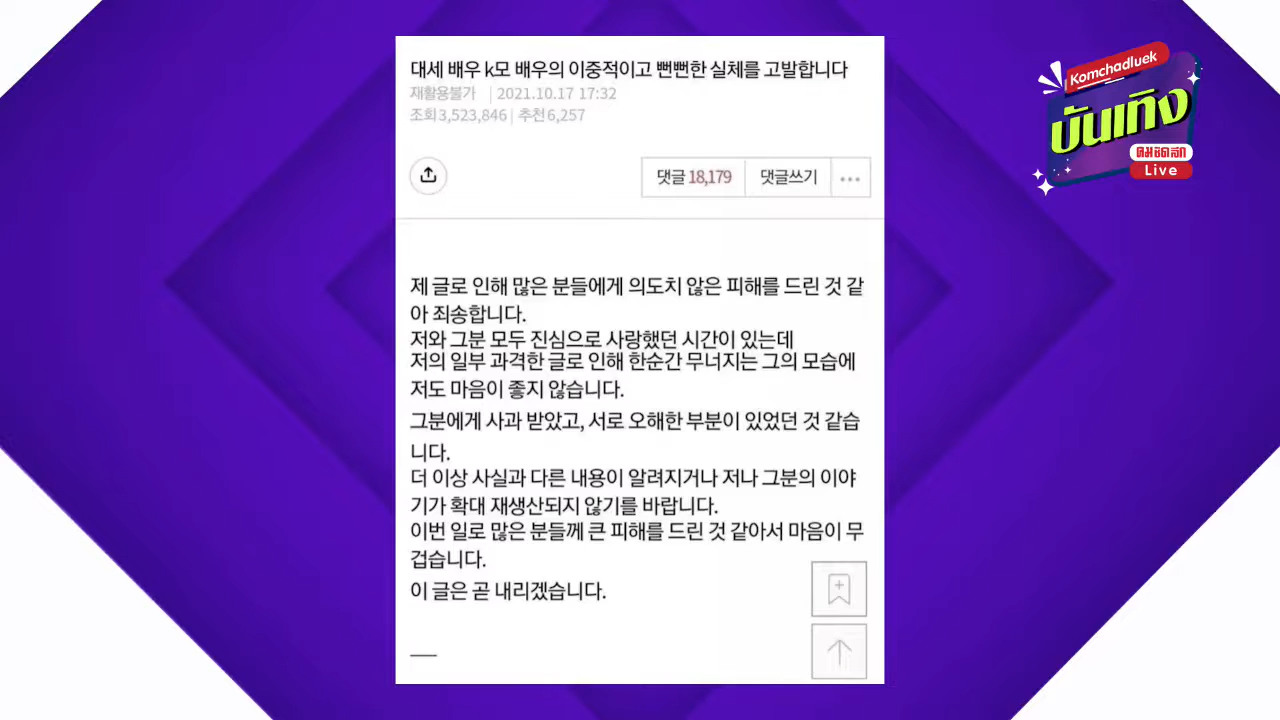 대세 배우 k모 배우의 이중적이고 뻔뻔한 실체를 고발합니다
재활용불가 | 2021.10.17 17:32
조회 3,523,846 | 추천 6,257
댓글 18,179 댓글쓰기 ...
제 글로 인해 많은 분들에게 의도치 않은 피해를 드린 것 같
아 죄송합니다.
저와 그분 모두 진심으로 사랑했던 시간이 있는데
저의 일부 과격한 글로 인해 한순간 무너지는 그의 모습에
저도 마음이 좋지 않습니다.
그분에게 사과 받았고, 서로 오해한 부분이 있었던 것 같습
니다.
더 이상 사실과 다른 내용이 알려지거나 저나 그분의 이야
기가 확대 재생산되지 않기를 바랍니다.
이번 일로 많은 분들께 큰 피해를 드린 것 같아서 마음이 무
겁습니다.
이 글은 곧 내리겠습니다.
Komchadluek
บันเทิง
คมชัดลึก
Live